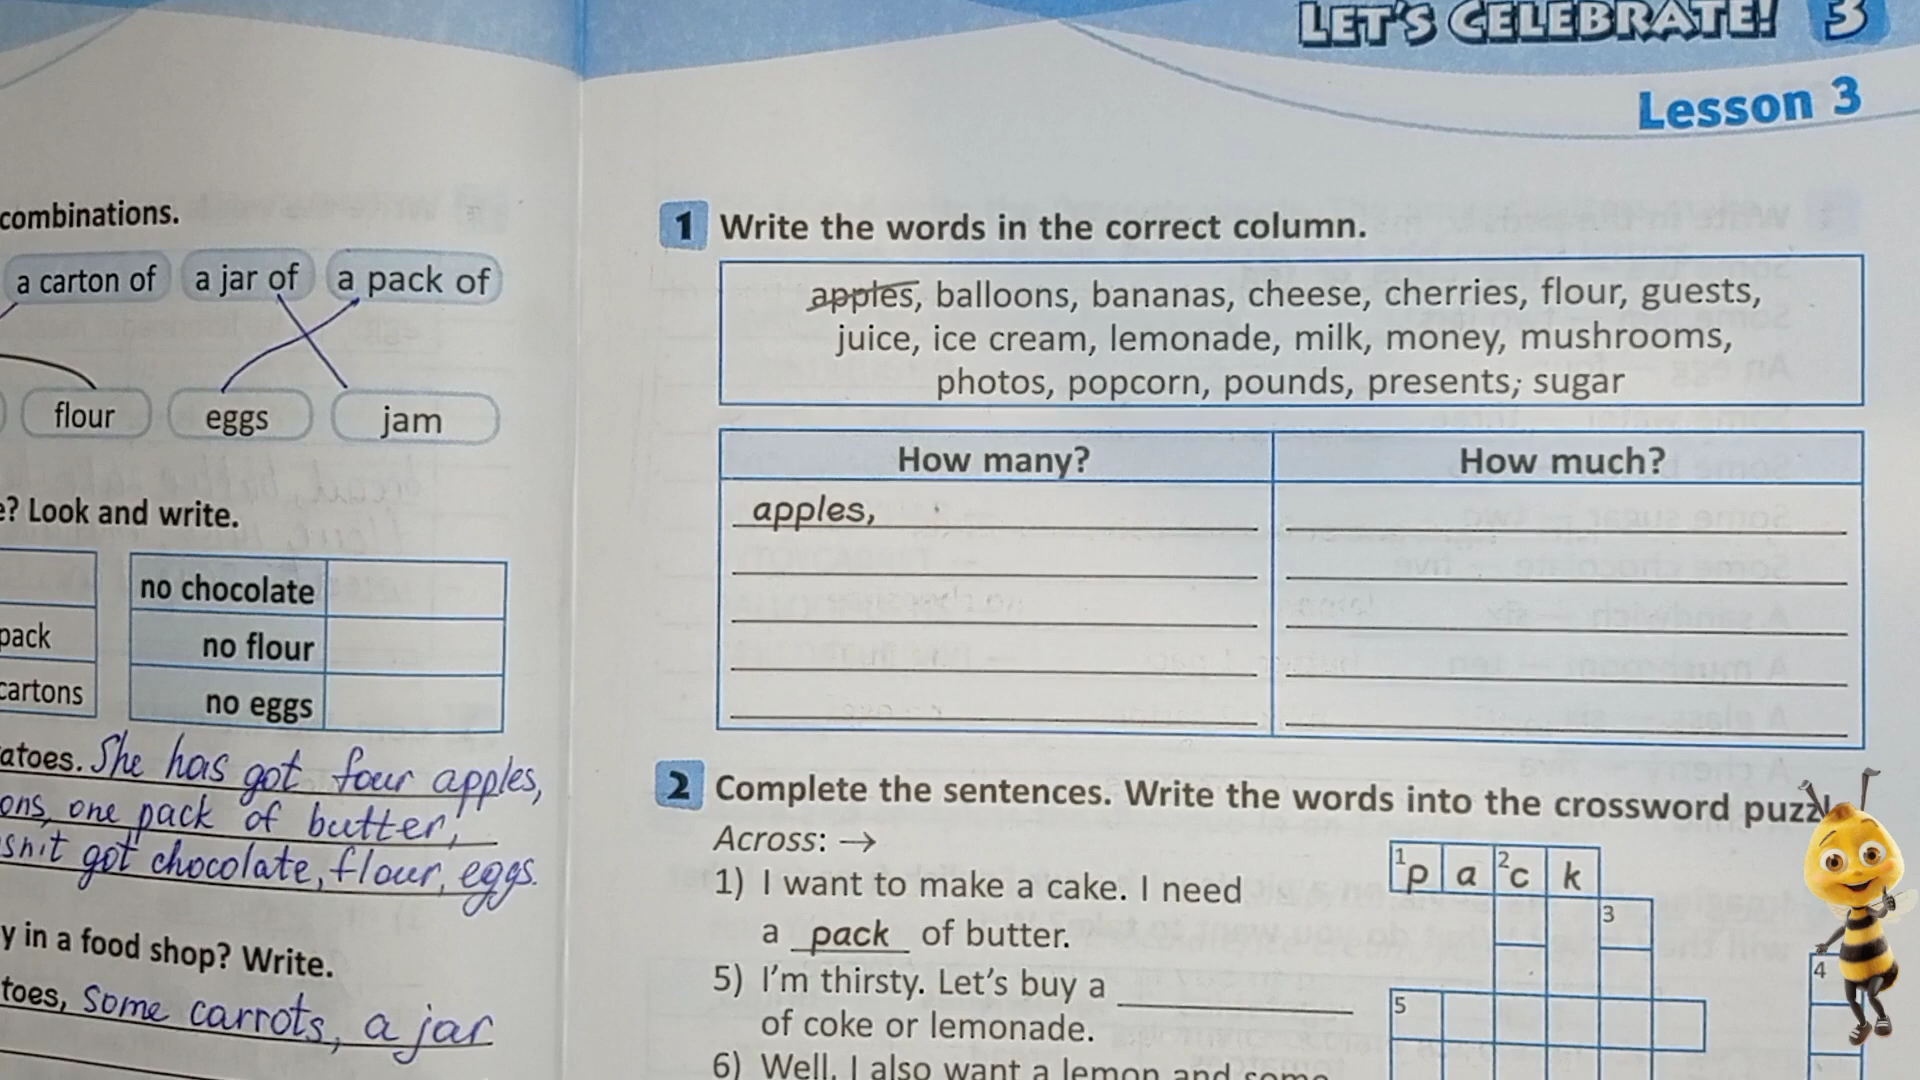 LET'S CELEBRATE! 3
Lesson 3
combinations.
a carton of a jar of a pack of
flour eggs jam
? Look and write.
no chocolate
pack no flour
cartons no eggs
atoes. She has got four apples,
ons, one pack of butter,
snit got chocolate, flour, eggs.
y in a food shop? Write.
toes, some carrots, a jar
1 Write the words in the correct column.
apples, balloons, bananas, cheese, cherries, flour, guests,
juice, ice cream, lemonade, milk, money, mushrooms,
photos, popcorn, pounds, presents, sugar
How many? How much?
apples,
2 Complete the sentences. Write the words into the crossword puzzl
Across: →
1) I want to make a cake. I need
a pack of butter.
5) I'm thirsty. Let's buy a
of coke or lemonade.
6) Well, I also want a lemon and some
1 p a 2 c k
3
4
5